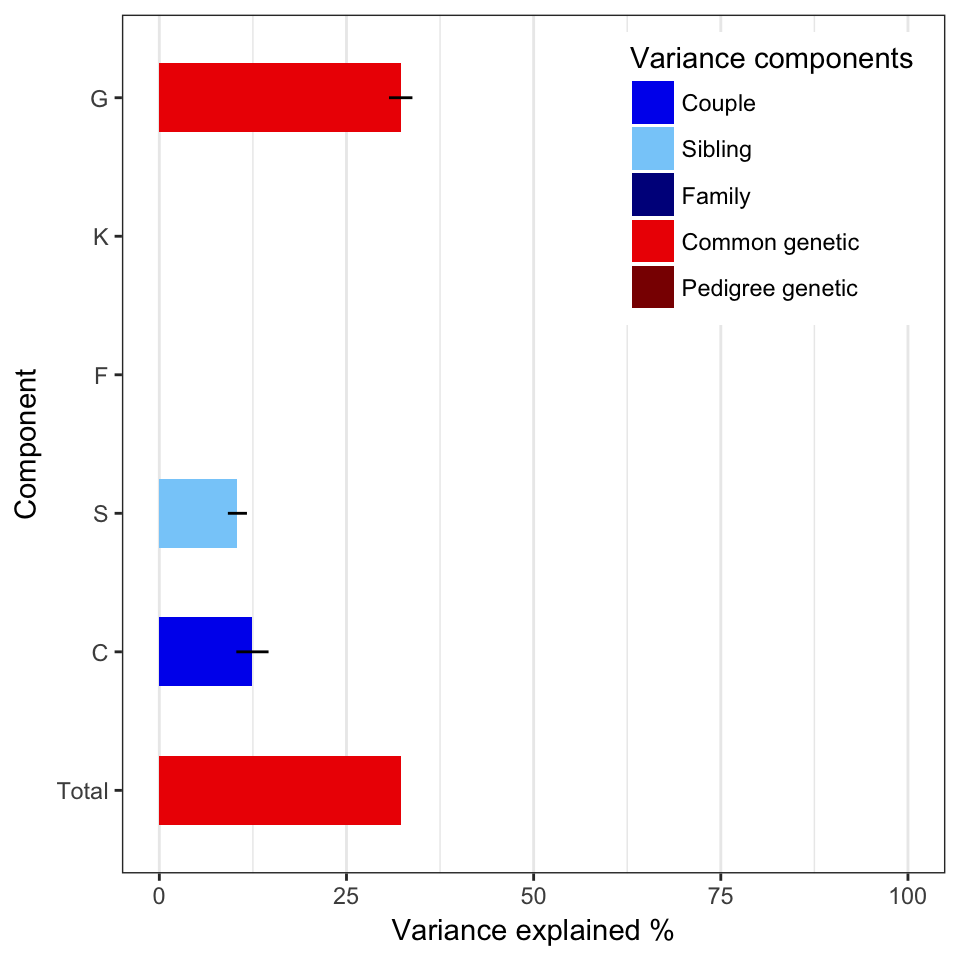 Variance components
Couple
Sibling
Family
Common genetic
Pedigree genetic
G
K
F
S
C
Total
Component
0 25 50 75 100
Variance explained %